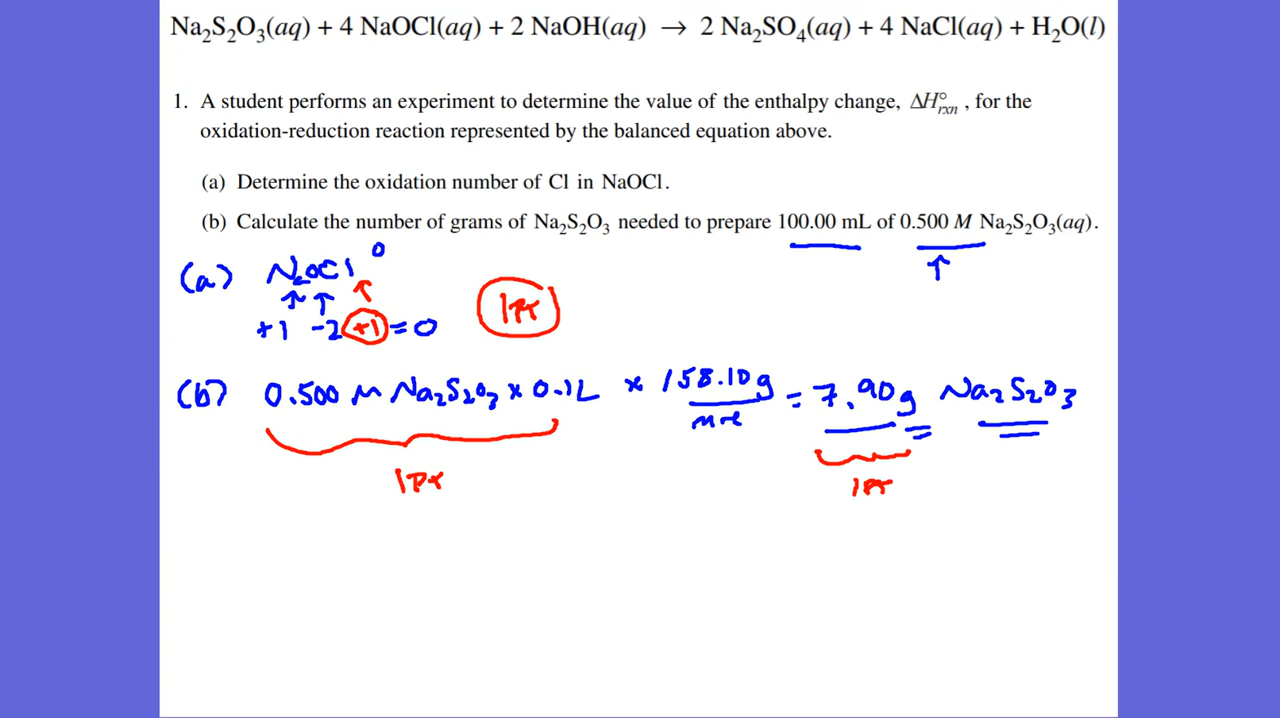 Na₂S₂O₃(aq) + 4 NaOCl(aq) + 2 NaOH(aq) → 2 Na₂SO₄(aq) + 4 NaCl(aq) + H₂O(l)
1. A student performs an experiment to determine the value of the enthalpy change, ΔH°rxn , for the
oxidation-reduction reaction represented by the balanced equation above.
(a) Determine the oxidation number of Cl in NaOCl.
(b) Calculate the number of grams of Na₂S₂O₃ needed to prepare 100.00 mL of 0.500 M Na₂S₂O₃(aq).
(a) NaOCl⁰
↑ ↑ ↑
+1 -2 +1 = 0
1Pt
(b) 0.500 M Na₂S₂O₃ x 0.1L x 158.10g / mol = 7.90g Na₂S₂O₃
1Pt
1Pt